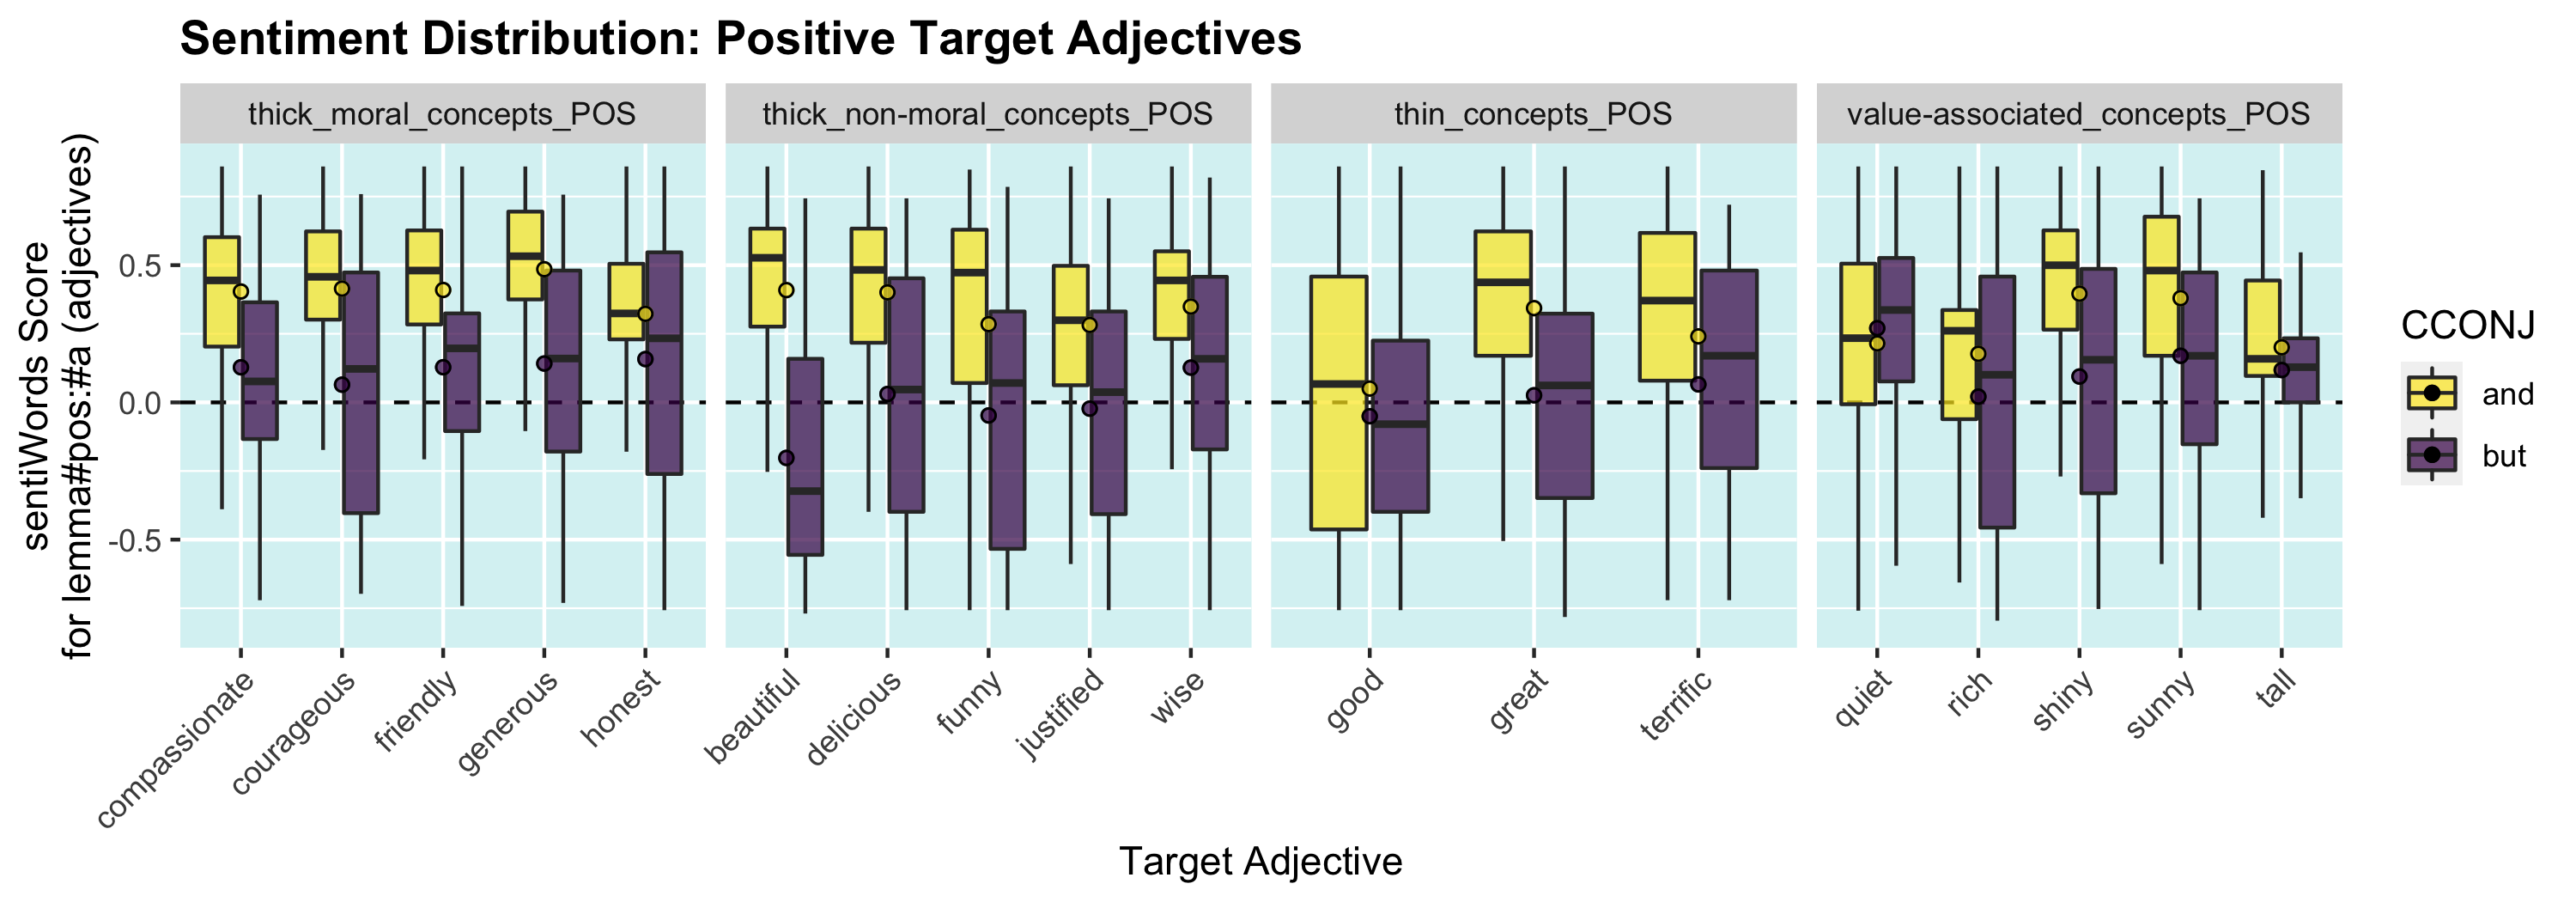 Sentiment Distribution: Positive Target Adjectives
thick_moral_concepts_POS
thick_non-moral_concepts_POS
thin_concepts_POS
value-associated_concepts_POS
sentiWords Score
for lemma#pos:#a (adjectives)
0.5
0.0
-0.5
compassionate
courageous
friendly
generous
honest
beautiful
delicious
funny
justified
wise
good
great
terrific
quiet
rich
shiny
sunny
tall
Target Adjective
CCONJ
and
but